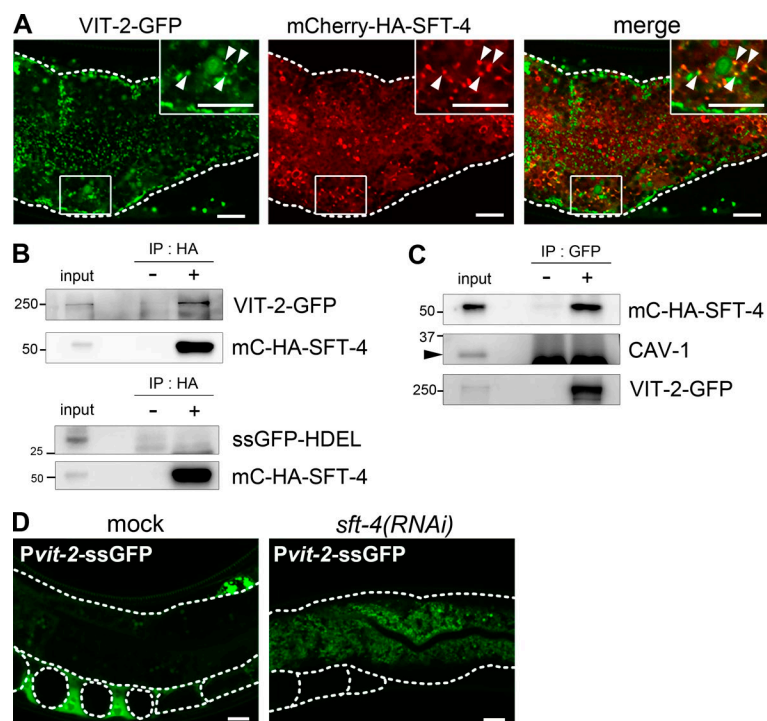 A
VIT-2-GFP mCherry-HA-SFT-4 merge
B
IP : HA
input - +
250 VIT-2-GFP
50 mC-HA-SFT-4
IP : HA
input - +
25 ssGFP-HDEL
50 mC-HA-SFT-4
C
IP : GFP
input - +
50 mC-HA-SFT-4
37 CAV-1
250 VIT-2-GFP
D
mock sft-4(RNAi)
Pvit-2-ssGFP Pvit-2-ssGFP